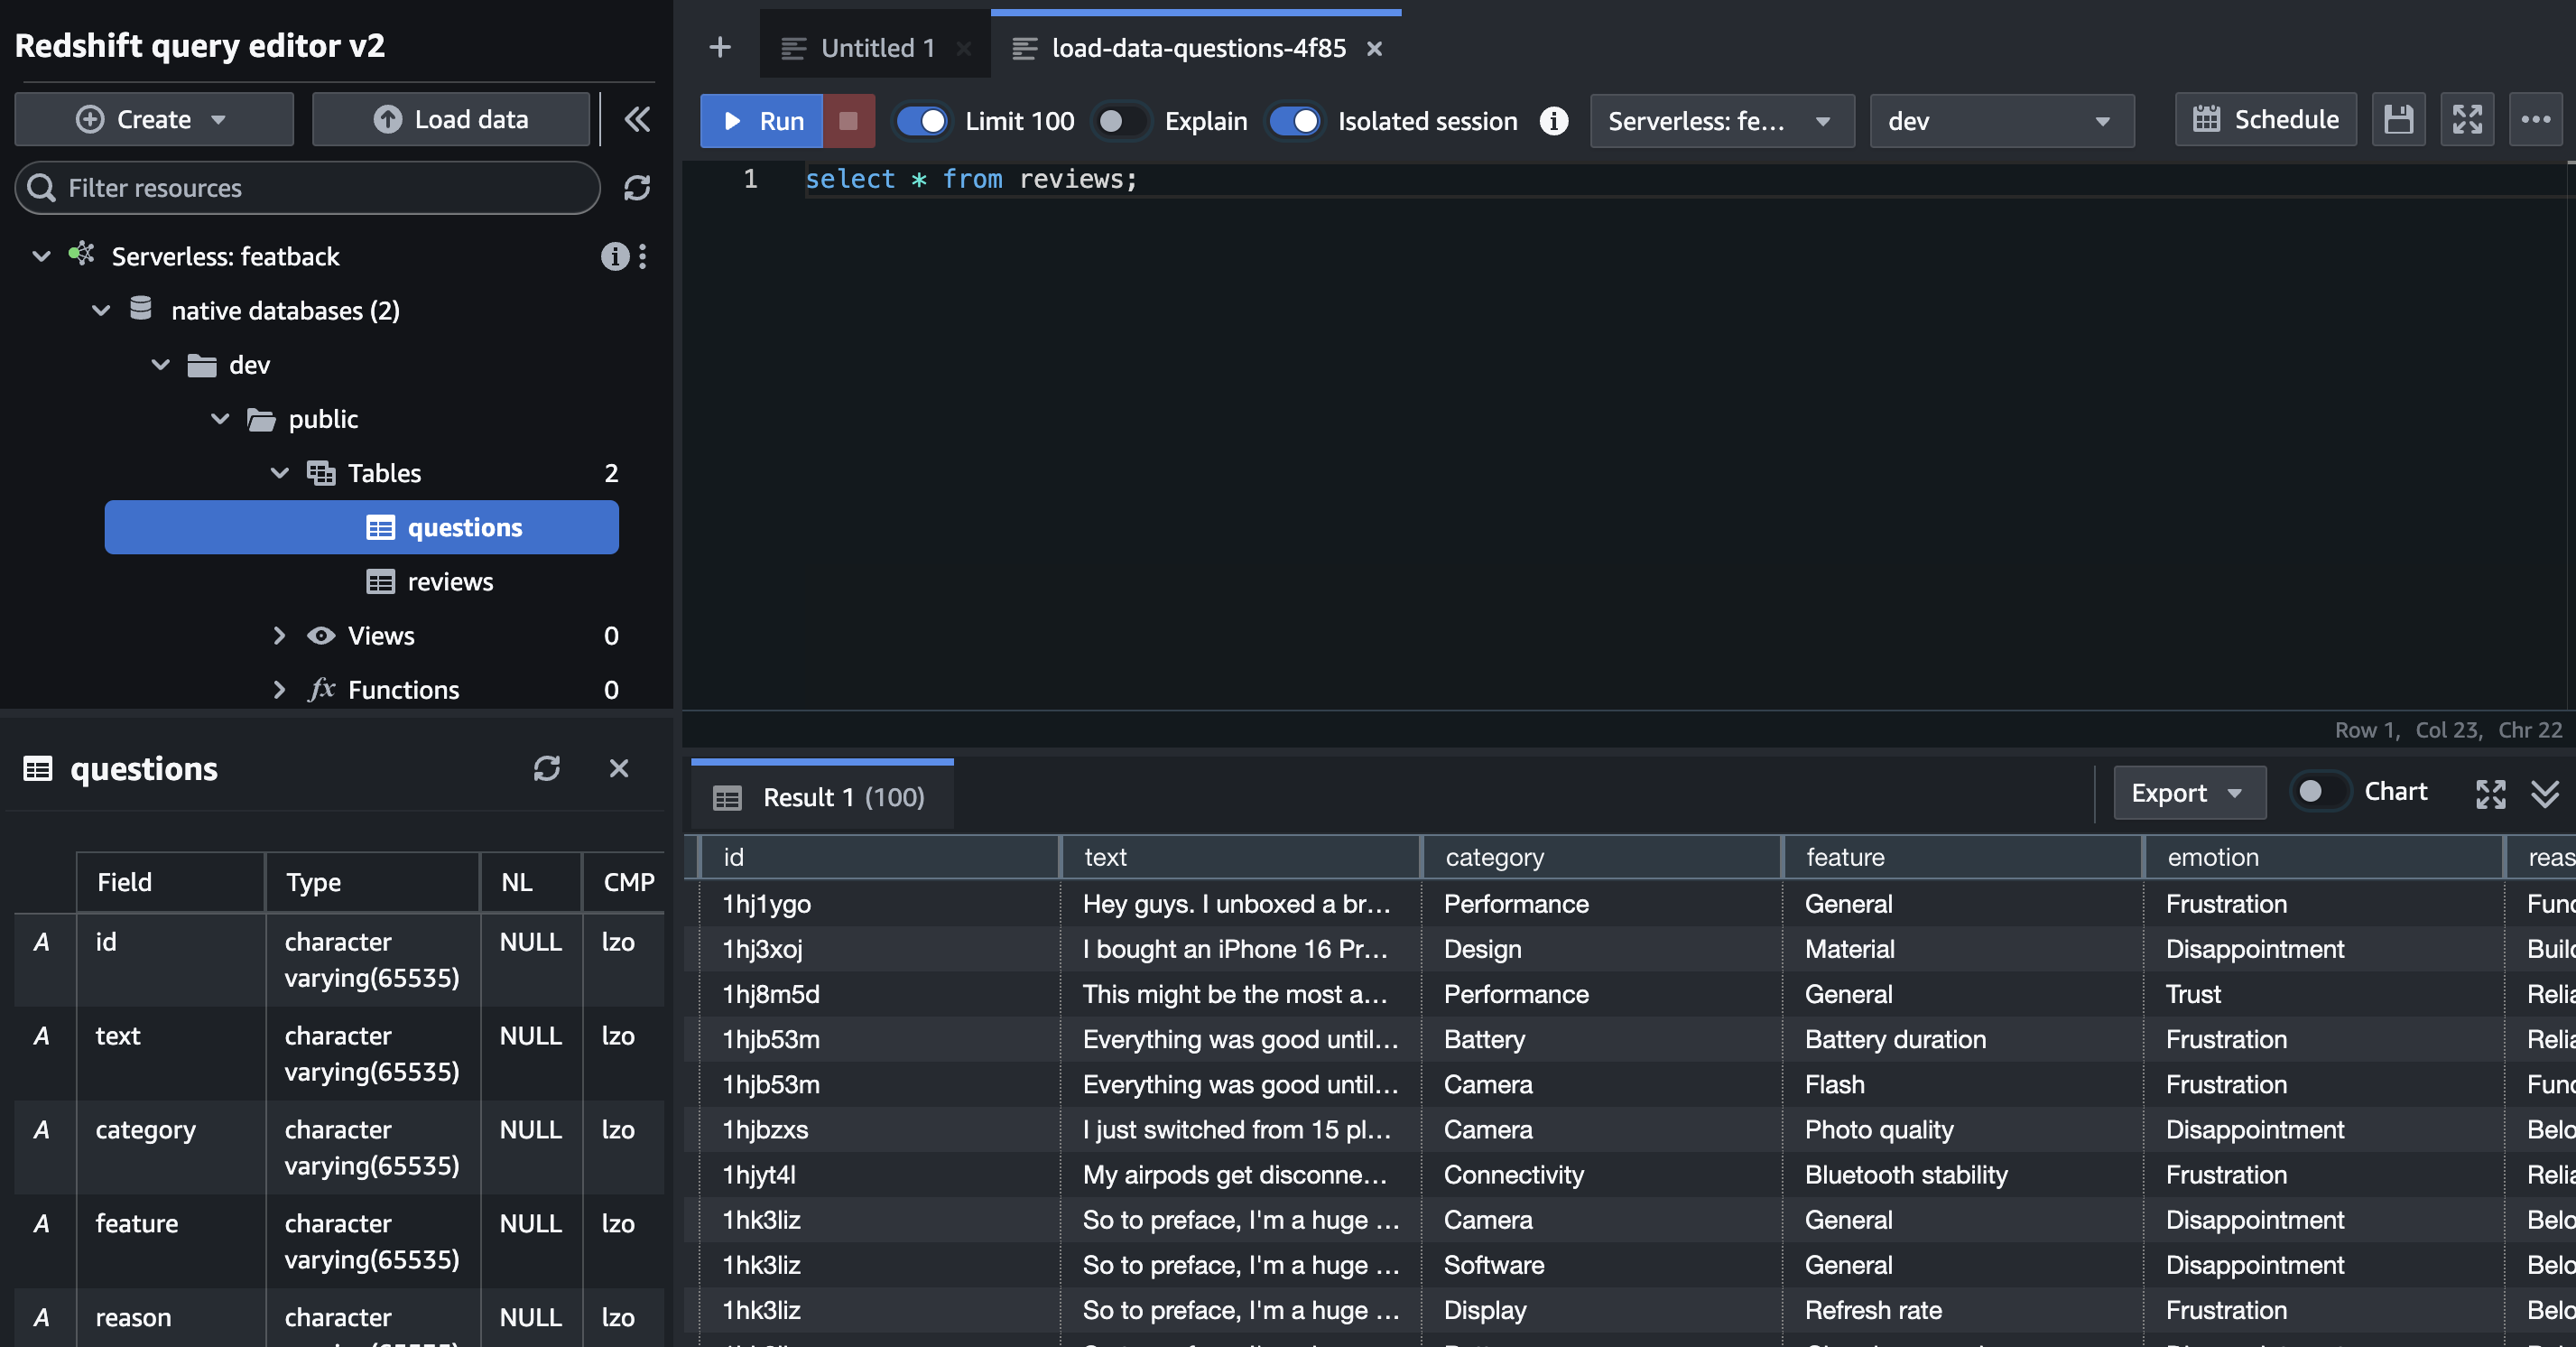 Redshift query editor v2
Create
Load data
Filter resources
Serverless: featback
native databases (2)
dev
public
Tables 2
questions
reviews
Views 0
fx Functions 0
questions
Field Type NL CMP
A id character varying(65535) NULL lzo
A text character varying(65535) NULL lzo
A category character varying(65535) NULL lzo
A feature character varying(65535) NULL lzo
A reason character NULL lzo
Untitled 1
load-data-questions-4f85
Run Limit 100 Explain Isolated session Serverless: fe... dev Schedule
1 select * from reviews;
Row 1, Col 23, Chr 22
Result 1 (100) Export Chart
id text category feature emotion reas
1hj1ygo Hey guys. I unboxed a br... Performance General Frustration Func
1hj3xoj I bought an iPhone 16 Pr... Design Material Disappointment Build
1hj8m5d This might be the most a... Performance General Trust Relia
1hjb53m Everything was good until... Battery Battery duration Frustration Relia
1hjb53m Everything was good until... Camera Flash Frustration Func
1hjbzxs I just switched from 15 pl... Camera Photo quality Disappointment Belo
1hjyt4l My airpods get disconne... Connectivity Bluetooth stability Frustration Relia
1hk3liz So to preface, I'm a huge ... Camera General Disappointment Belo
1hk3liz So to preface, I'm a huge ... Software General Disappointment Belo
1hk3liz So to preface, I'm a huge ... Display Refresh rate Frustration Belo